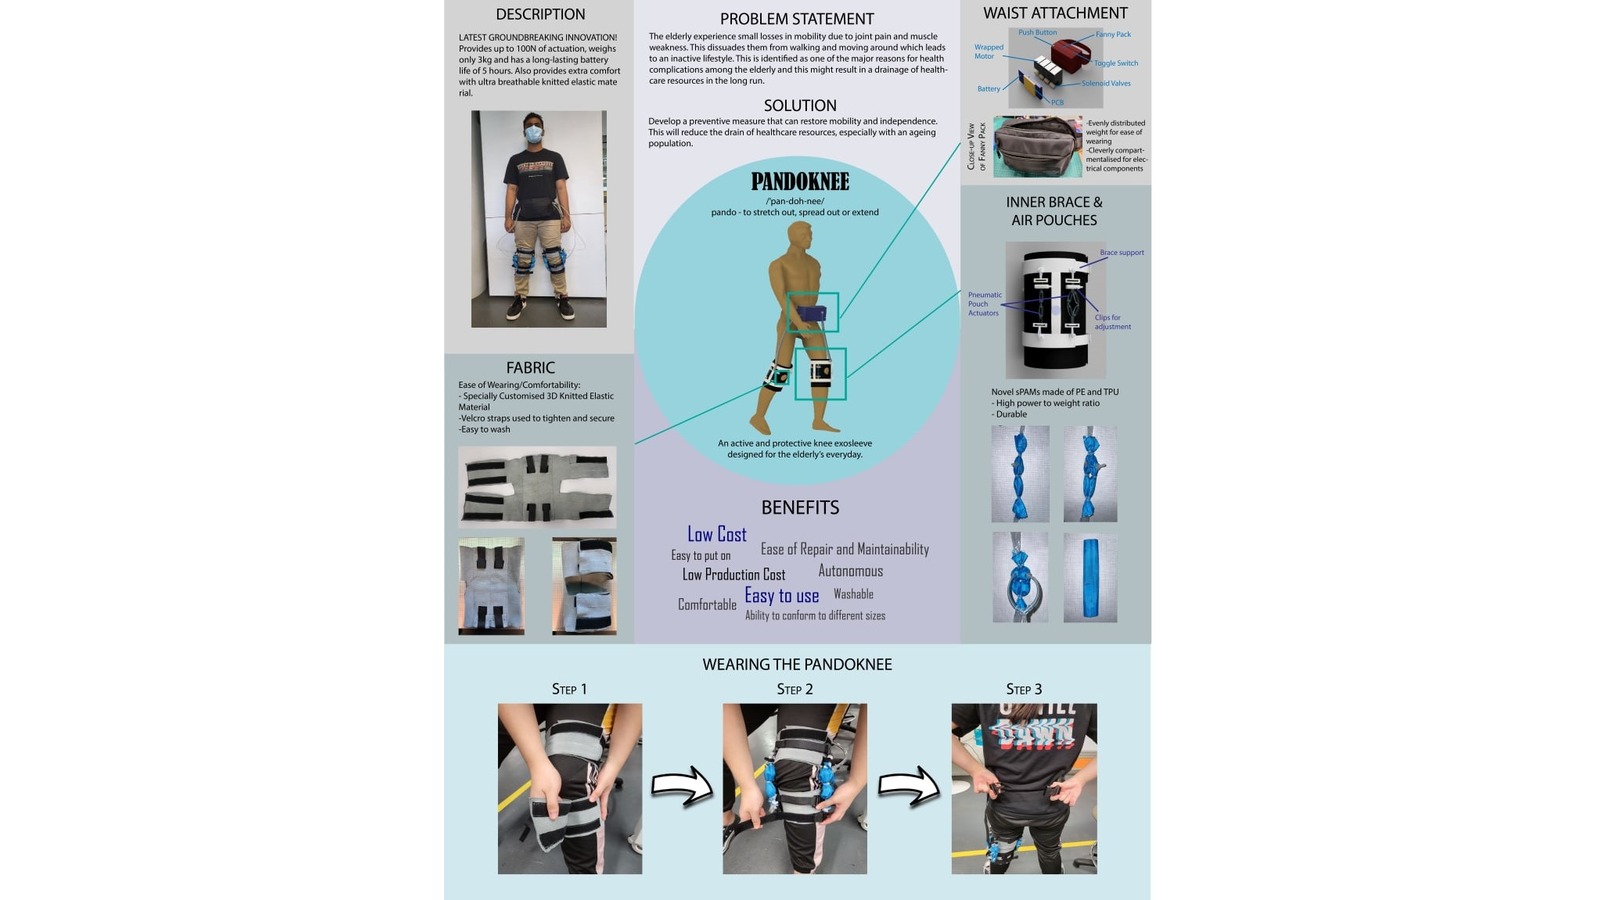 DESCRIPTION
LATEST GROUNDBREAKING INNOVATION!
Provides up to 100N of actuation, weighs
only 3kg and has a long-lasting battery
life of 5 hours. Also provides extra comfort
with ultra breathable knitted elastic mate
rial.
FABRIC
Ease of Wearing/Comfortability:
- Specially Customised 3D Knitted Elastic
Material
-Velcro straps used to tighten and secure
-Easy to wash
PROBLEM STATEMENT
The elderly experience small losses in mobility due to joint pain and muscle
weakness. This dissuades them from walking and moving around which leads
to an inactive lifestyle. This is identified as one of the major reasons for health
complications among the elderly and this might result in a drainage of health-
care resources in the long run.
SOLUTION
Develop a preventive measure that can restore mobility and independence.
This will reduce the drain of healthcare resources, especially with an ageing
population.
PANDOKNEE
/'pan-doh-nee/
pando - to stretch out, spread out or extend
An active and protective knee exosleeve
designed for the elderly's everyday.
BENEFITS
Low Cost
Easy to put on
Ease of Repair and Maintainability
Low Production Cost
Autonomous
Comfortable
Easy to use
Washable
Ability to conform to different sizes
WAIST ATTACHMENT
Push Button
Fanny Pack
Wrapped
Motor
Toggle Switch
Solenoid Valves
Battery
PCB
Close-up View
of Fanny Pack
-Evenly distributed
weight for ease of
wearing
-Cleverly compart-
mentalised for elec-
trical components
INNER BRACE &
AIR POUCHES
Brace support
Pneumatic
Pouch
Actuators
Clips for
adjustment
Novel sPAMs made of PE and TPU
- High power to weight ratio
- Durable
WEARING THE PANDOKNEE
Step 1
Step 2
Step 3
DAWN